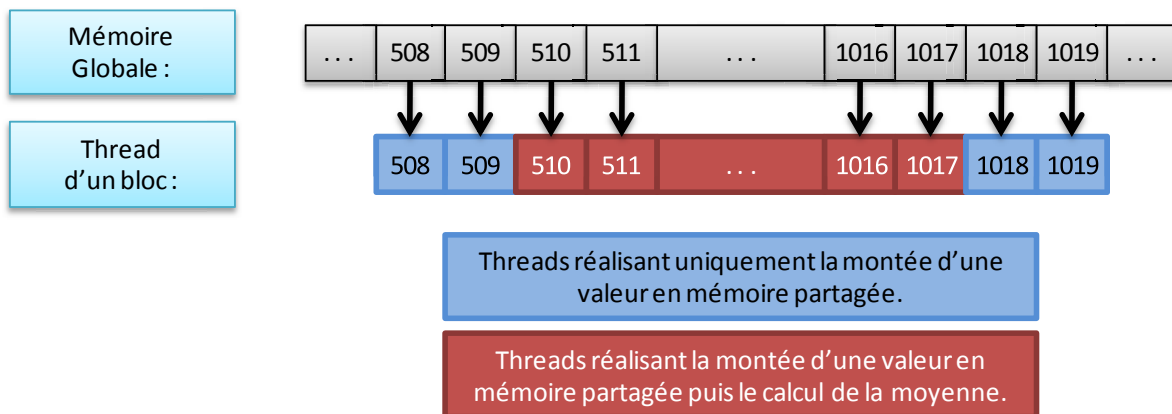 Mémoire
Globale :
. . . 508 509 510 511 . . . 1016 1017 1018 1019 . . .
Thread
d'un bloc :
508 509 510 511 . . . 1016 1017 1018 1019
Threads réalisant uniquement la montée d'une
valeur en mémoire partagée.
Threads réalisant la montée d'une valeur en
mémoire partagée puis le calcul de la moyenne.